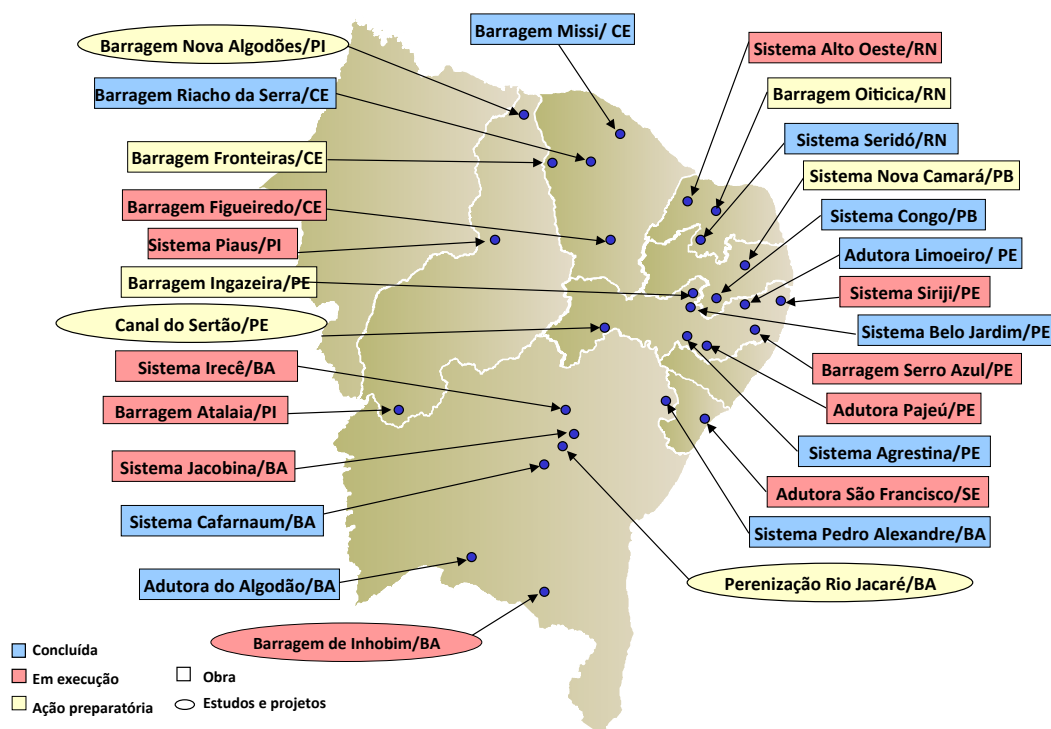 Barragem Nova Algodões/PI
Barragem Riacho da Serra/CE
Barragem Fronteiras/CE
Barragem Figueiredo/CE
Sistema Piaus/PI
Barragem Ingazeira/PE
Canal do Sertão/PE
Sistema Irecê/BA
Barragem Atalaia/PI
Sistema Jacobina/BA
Sistema Cafarnaum/BA
Adutora do Algodão/BA
Barragem de Inhobim/BA
Barragem Missi/ CE
Sistema Alto Oeste/RN
Barragem Oiticica/RN
Sistema Seridó/RN
Sistema Nova Camará/PB
Sistema Congo/PB
Adutora Limoeiro/ PE
Sistema Siriji/PE
Sistema Belo Jardim/PE
Barragem Serro Azul/PE
Adutora Pajeú/PE
Sistema Agrestina/PE
Adutora São Francisco/SE
Sistema Pedro Alexandre/BA
Perenização Rio Jacaré/BA
Concluída
Em execução
Ação preparatória
Obra
Estudos e projetos